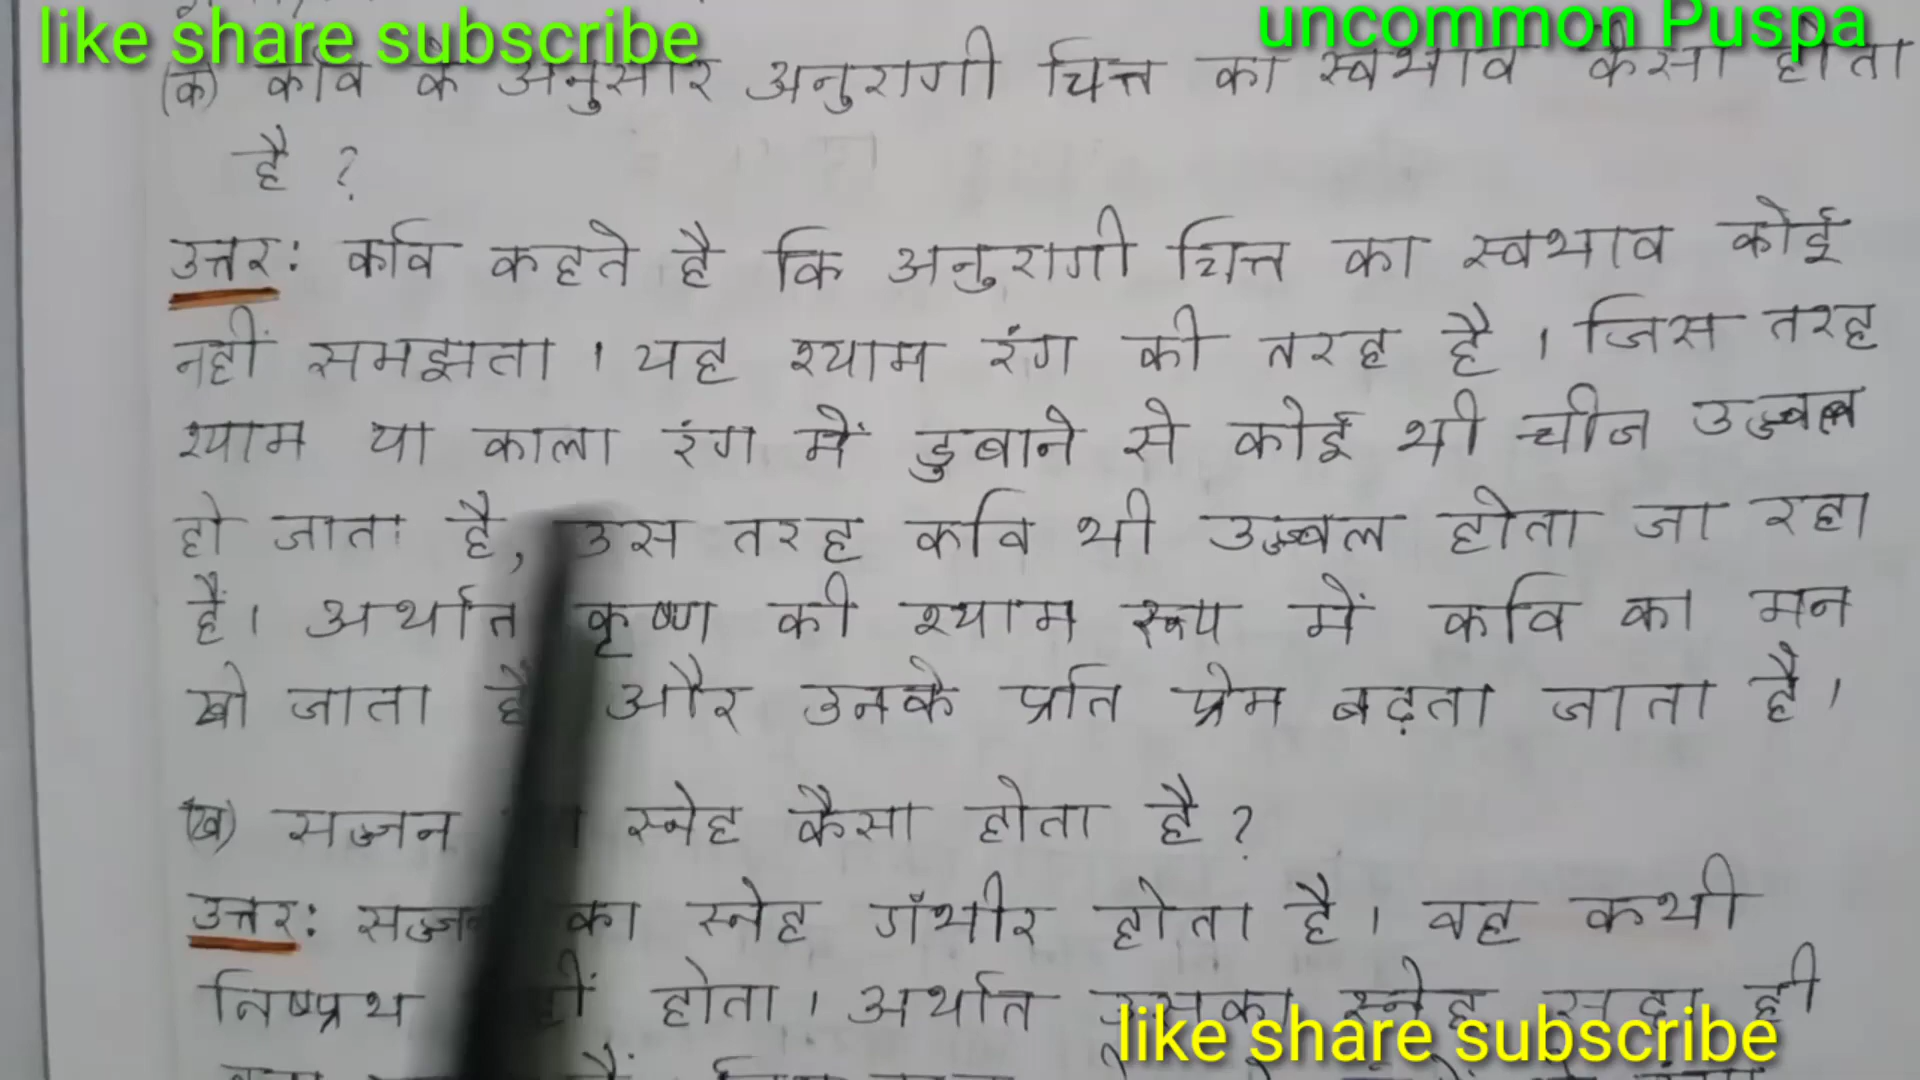 like share subscribe
uncommon Puspa
(क) कवि के अनुसार अनुरागी चित्त का स्वभाव कैसा होता
है ?
उत्तर: कवि कहते है कि अनुरागी चित्त का स्वभाव कोई
नहीं समझता । यह श्याम रंग की तरह है । जिस तरह
श्याम या काला रंग में डुबाने से कोई भी चीज उज्ज्वल
हो जाता है, उस तरह कवि भी उज्ज्वल होता जा रहा
हैं। अर्थात कृष्ण की श्याम रूप में कवि का मन
खो जाता है और उनके प्रति प्रेम बढ़ता जाता है।
(ख) सज्जन स्नेह कैसा होता है ?
उत्तर: सज्जन का स्नेह गँभीर होता है। वह कभी
निष्प्रभ होता । अर्थात उसका स्नेह सदा ही
like share subscribe